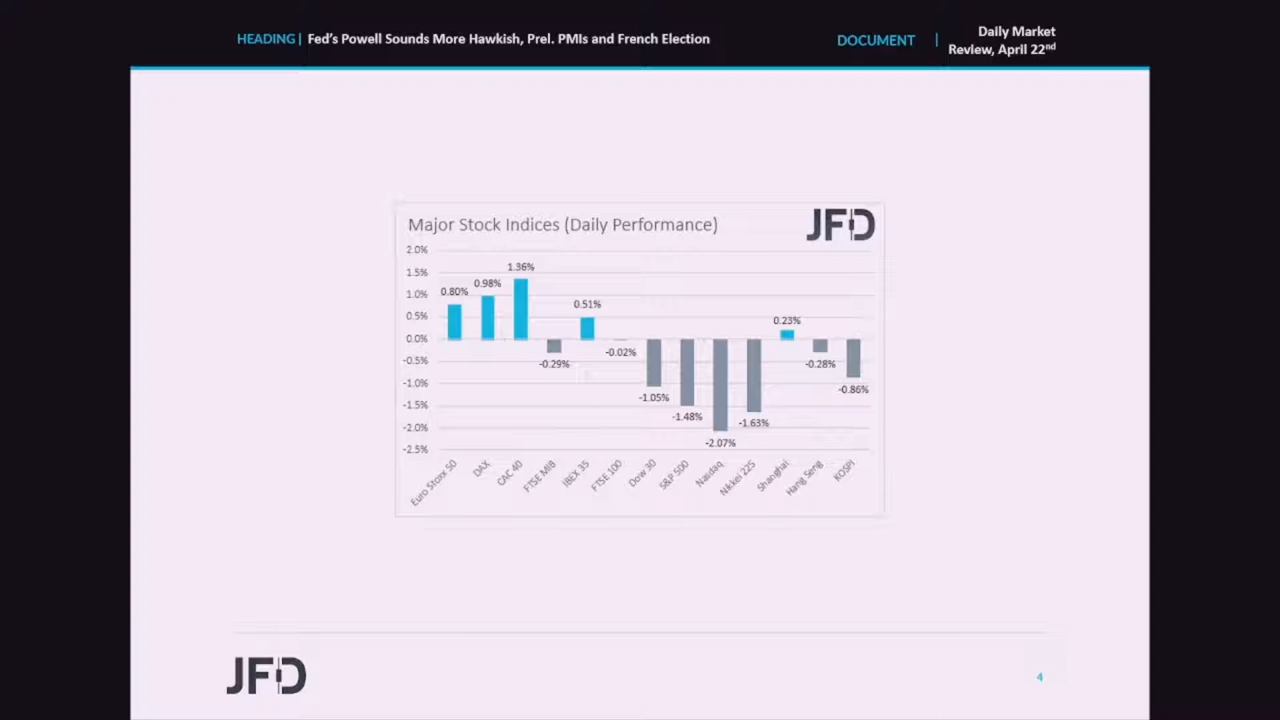 HEADING | Fed's Powell Sounds More Hawkish, Prel. PMIs and French Election
DOCUMENT | Daily Market
Review, April 22nd
Major Stock Indices (Daily Performance)
JFD
2.0%
1.5%
1.0%
0.5%
0.0%
-0.5%
-1.0%
-1.5%
-2.0%
-2.5%
0.80%
0.98%
1.36%
-0.29%
0.51%
-0.02%
-1.05%
-1.48%
-2.07%
-1.63%
0.23%
-0.28%
-0.86%
Euro Stoxx 50
DAX
CAC 40
FTSE MIB
IBEX 35
FTSE 100
Dow 30
S&P 500
Nasdaq
Nikkei 225
Shanghai
Hang Seng
KOSPI
JFD
4